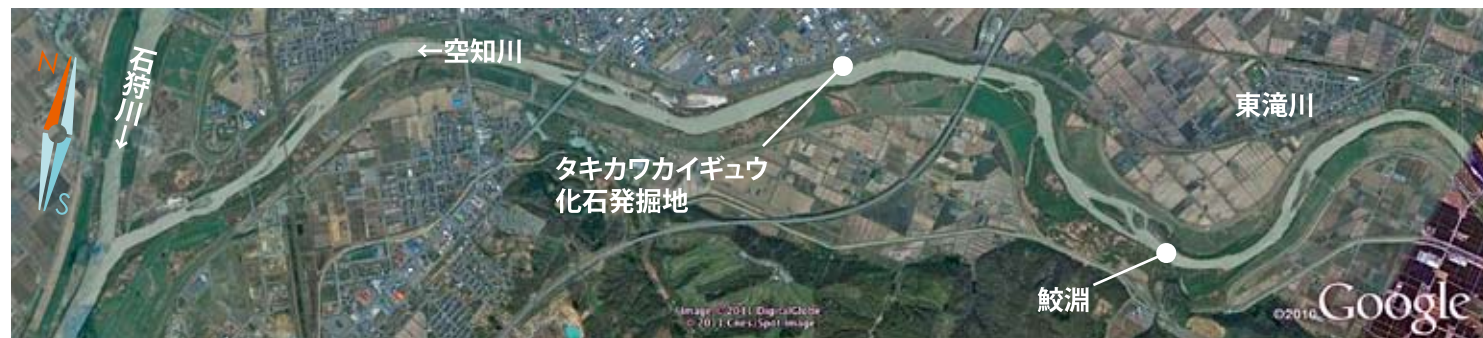 N
S
石狩川→
←空知川
タキカワカイギュウ
化石発掘地
東滝川
鮫淵
Image © 2011 DigitalGlobe
© 2011 Cnes/Spot Image
©2010 Google